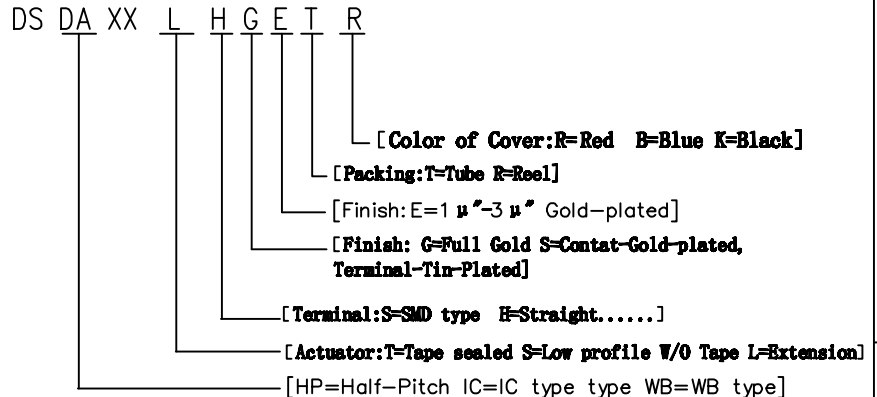 DS DA XX L H G E T R
[Color of Cover:R=Red B=Blue K=Black]
[Packing:T=Tube R=Reel]
[Finish:E=1 μ"-3 μ" Gold-plated]
[Finish: G=Full Gold S=Contat-Gold-plated,
Terminal-Tin-Plated]
[Terminal:S=SMD type H=Straight......]
[Actuator:T=Tape sealed S=Low profile W/O Tape L=Extension]
[HP=Half-Pitch IC=IC type type WB=WB type]